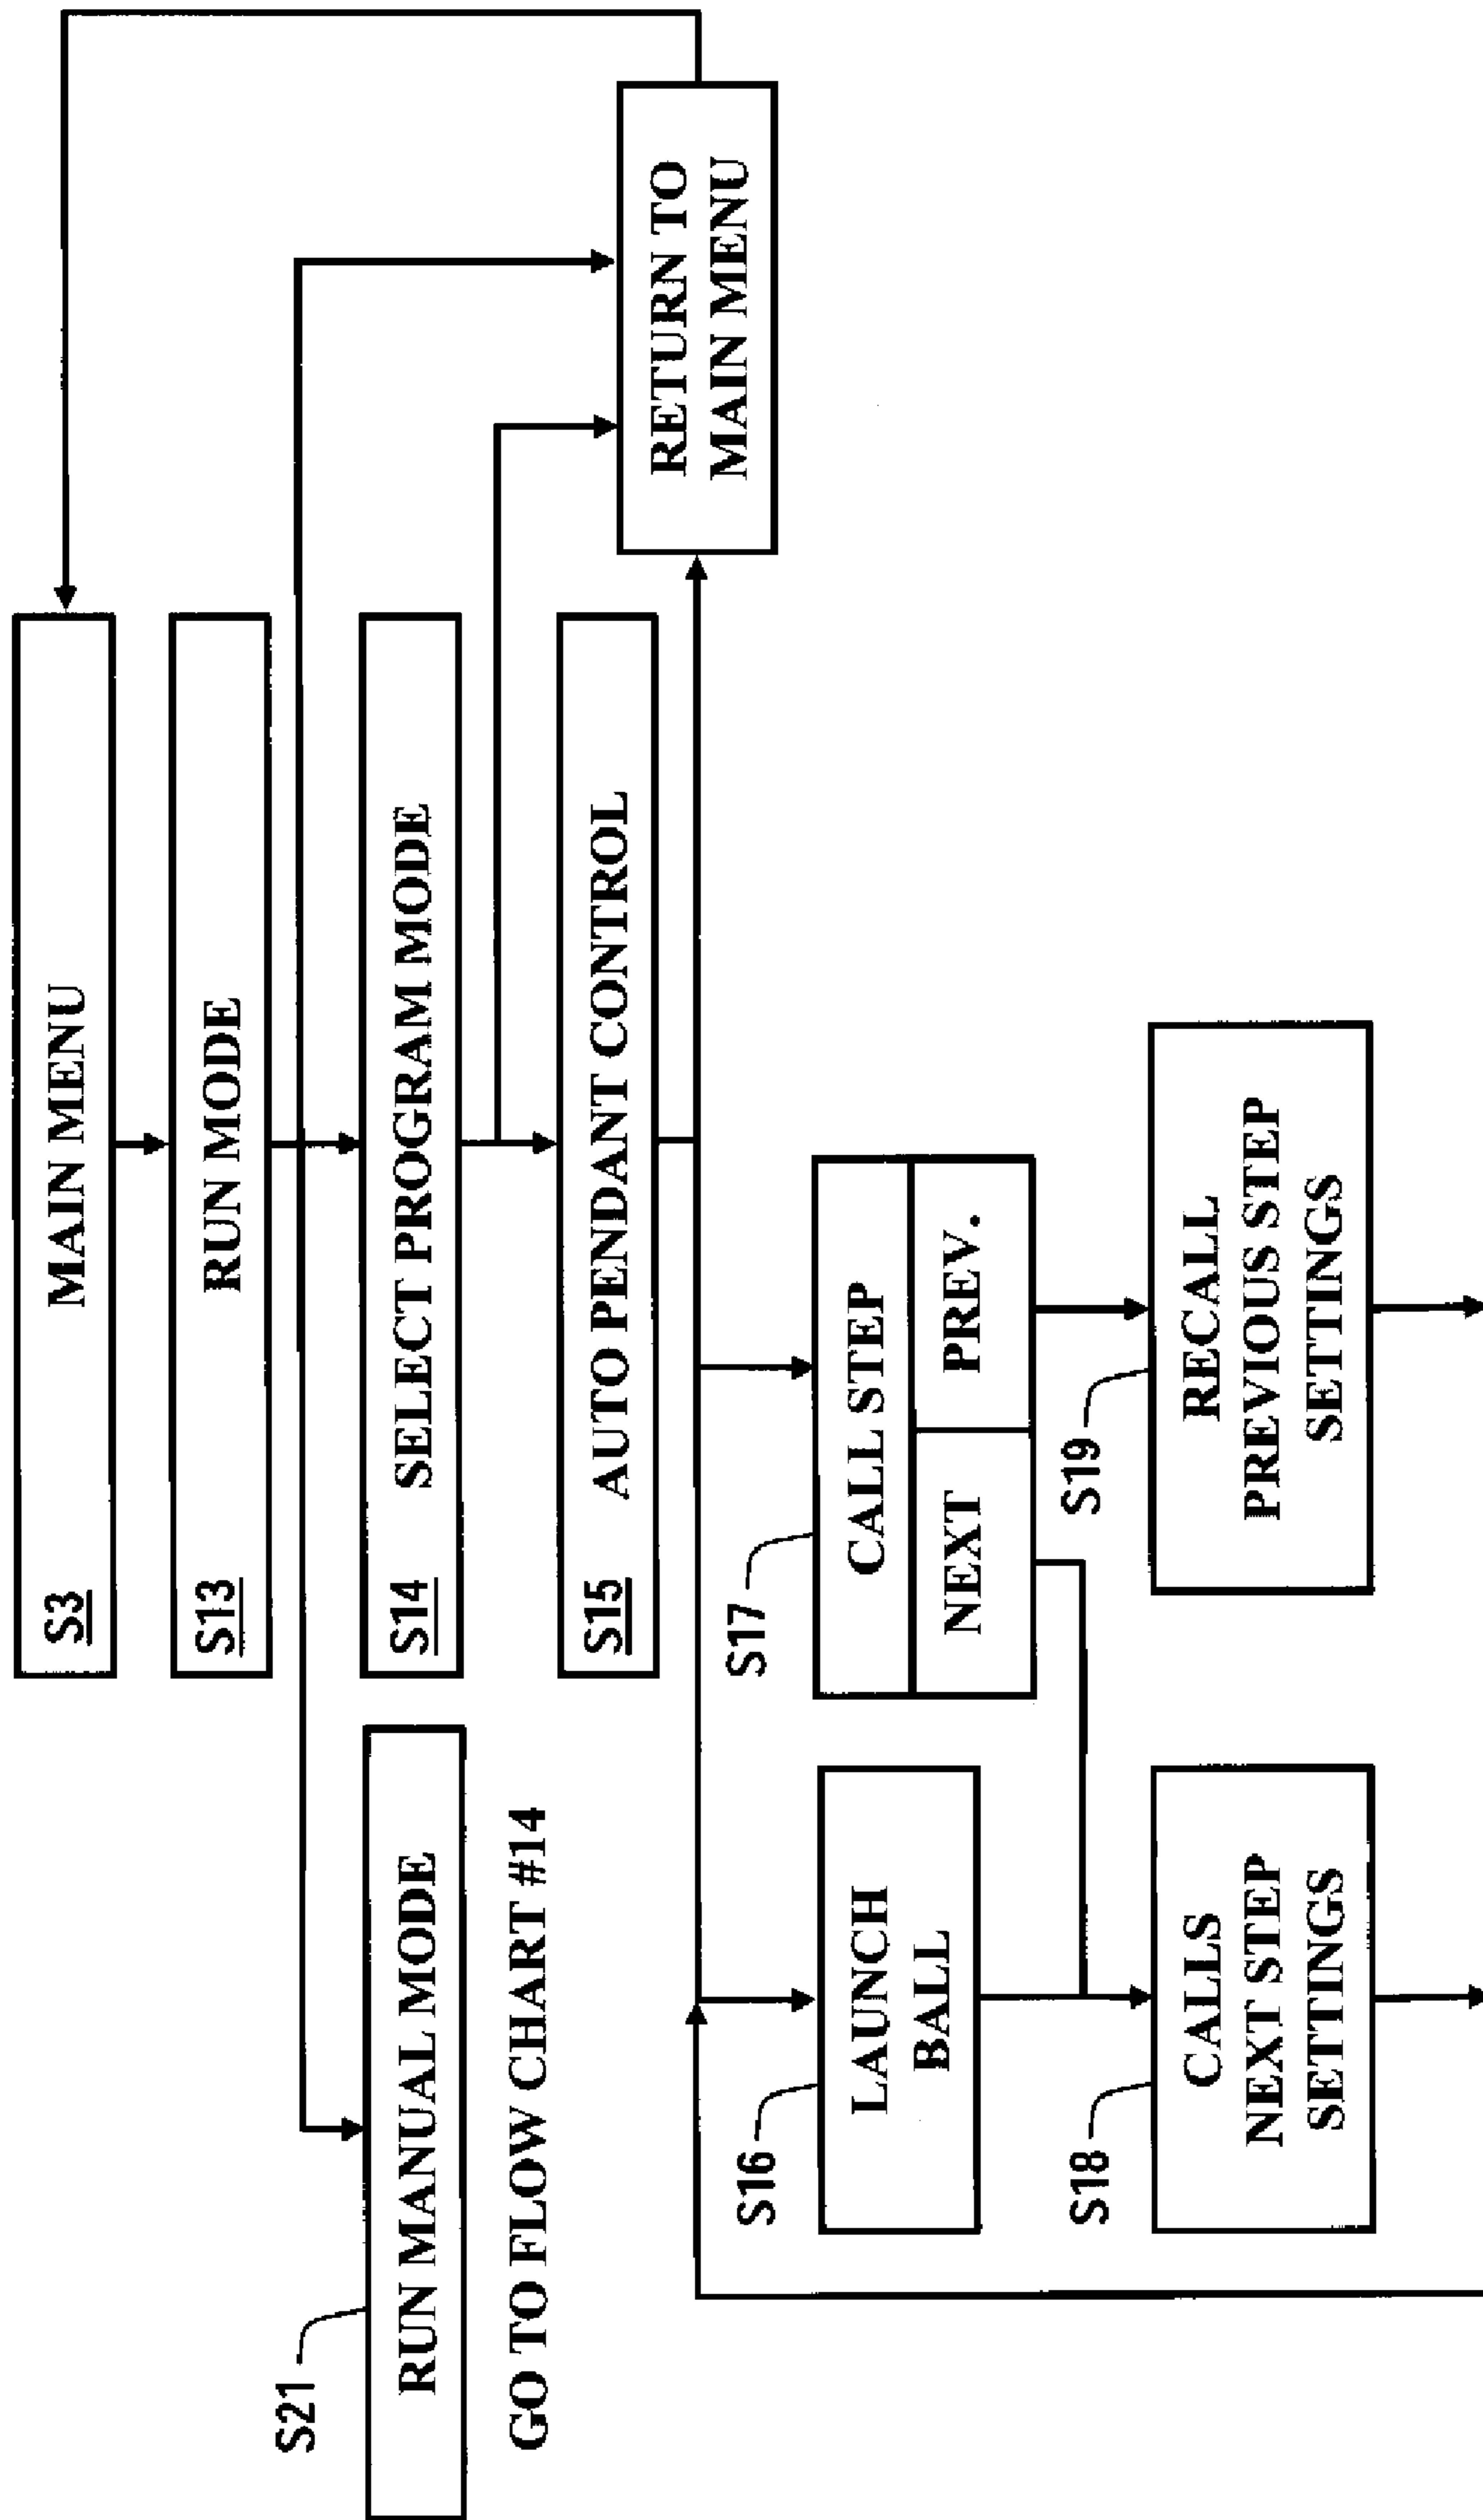 S3
MAIN MENU
S13
RUN MODE
S21
RUN MANUAL MODE
GO TO FLOW CHART #14
S14
SELECT PROGRAM MODE
S15
AUTO PENDANT CONTROL
RETURN TO
MAIN MENU
S16
LAUNCH
BALL
S17
CALL STEP
NEXT
PREV.
S18
CALLS
NEXT STEP
SETTINGS
S19
RECALL
PREVIOUS STEP
SETTINGS